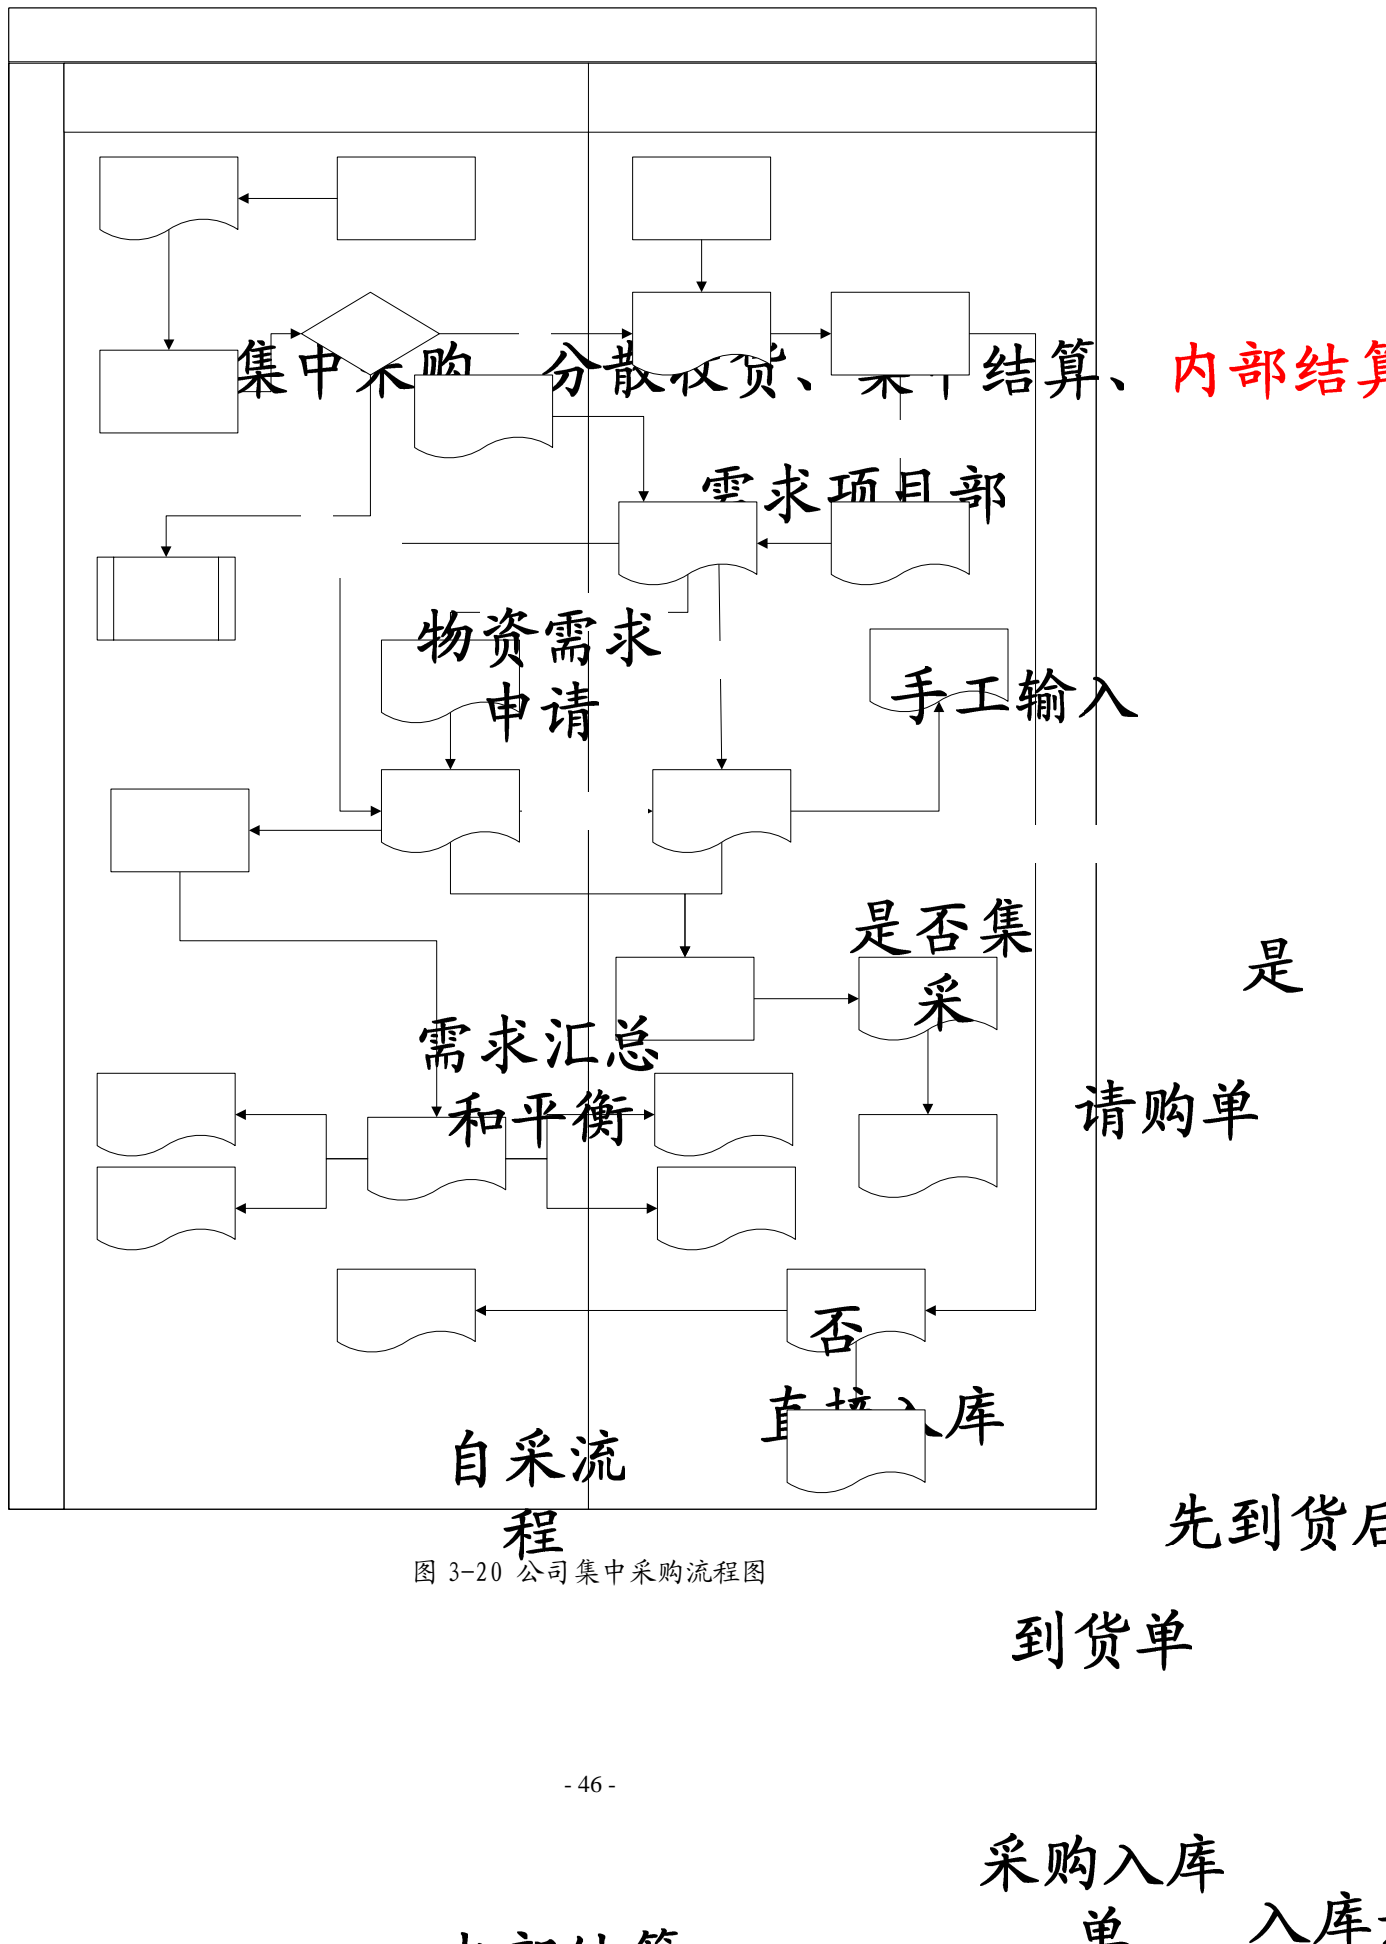 集中采购、分散收货、集中结算、内部结算
需求项目部
物资需求
申请
手工输入
是否集
采
是
需求汇总
和平衡
请购单
否
直接入库
自采流
程
先到货后
图 3-20 公司集中采购流程图
到货单
- 46 -
采购入库
单
入库
内部结算